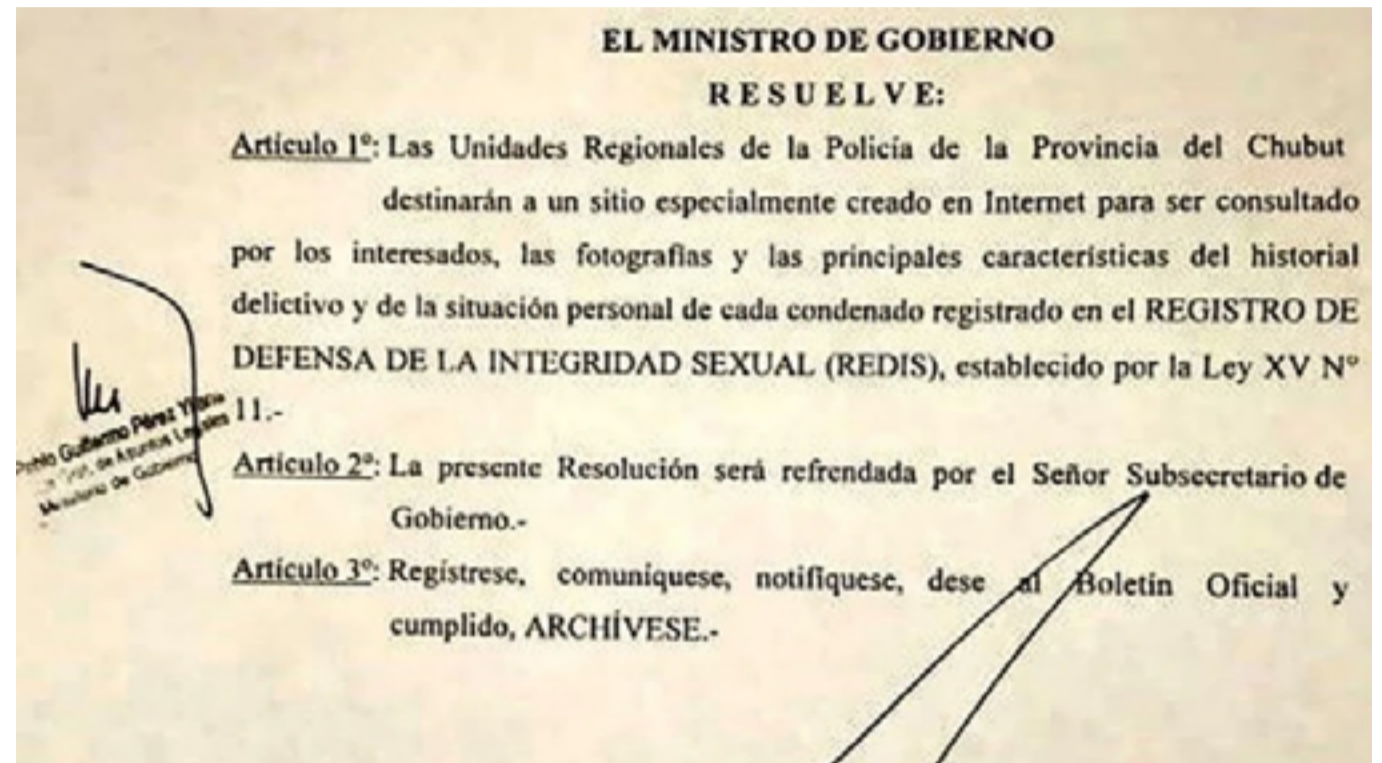 EL MINISTRO DE GOBIERNO
R E S U E L V E:
Artículo 1º: Las Unidades Regionales de la Policía de la Provincia del Chubut
destinarán a un sitio especialmente creado en Internet para ser consultado
por los interesados, las fotografías y las principales características del historial
delictivo y de la situación personal de cada condenado registrado en el REGISTRO DE
DEFENSA DE LA INTEGRIDAD SEXUAL (REDIS), establecido por la Ley XV Nº
11.-
Artículo 2º: La presente Resolución será refrendada por el Señor Subsecretario de
Gobierno.-
Artículo 3º: Regístrese, comuníquese, notifíquese, dese al Boletín Oficial y
cumplido, ARCHÍVESE.-
Guillermo Pérez
de Asuntos Legales
Ministerio de Gobierno